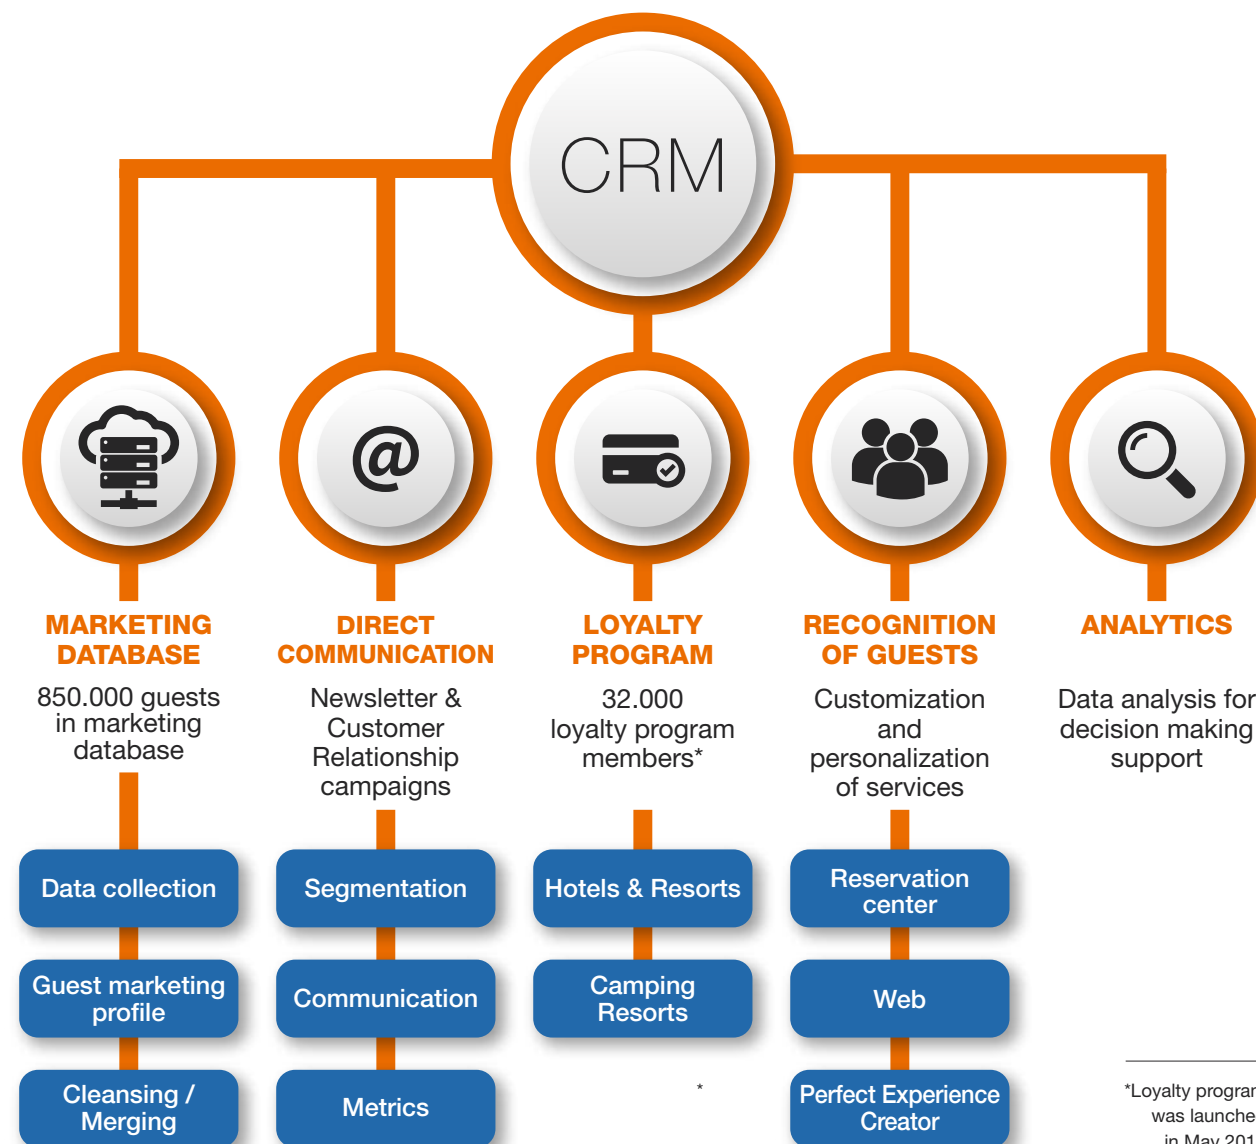 CRM
@
MARKETING
DATABASE
850.000 guests
in marketing
database
Data collection
Guest marketing
profile
Cleansing /
Merging
DIRECT
COMMUNICATION
Newsletter &
Customer
Relationship
campaigns
Segmentation
Communication
Metrics
LOYALTY
PROGRAM
32.000
loyalty program
members*
Hotels & Resorts
Camping
Resorts
*
RECOGNITION
OF GUESTS
Customization
and
personalization
of services
Reservation
center
Web
Perfect Experience
Creator
ANALYTICS
Data analysis for
decision making
support
*Loyalty program
was
in May